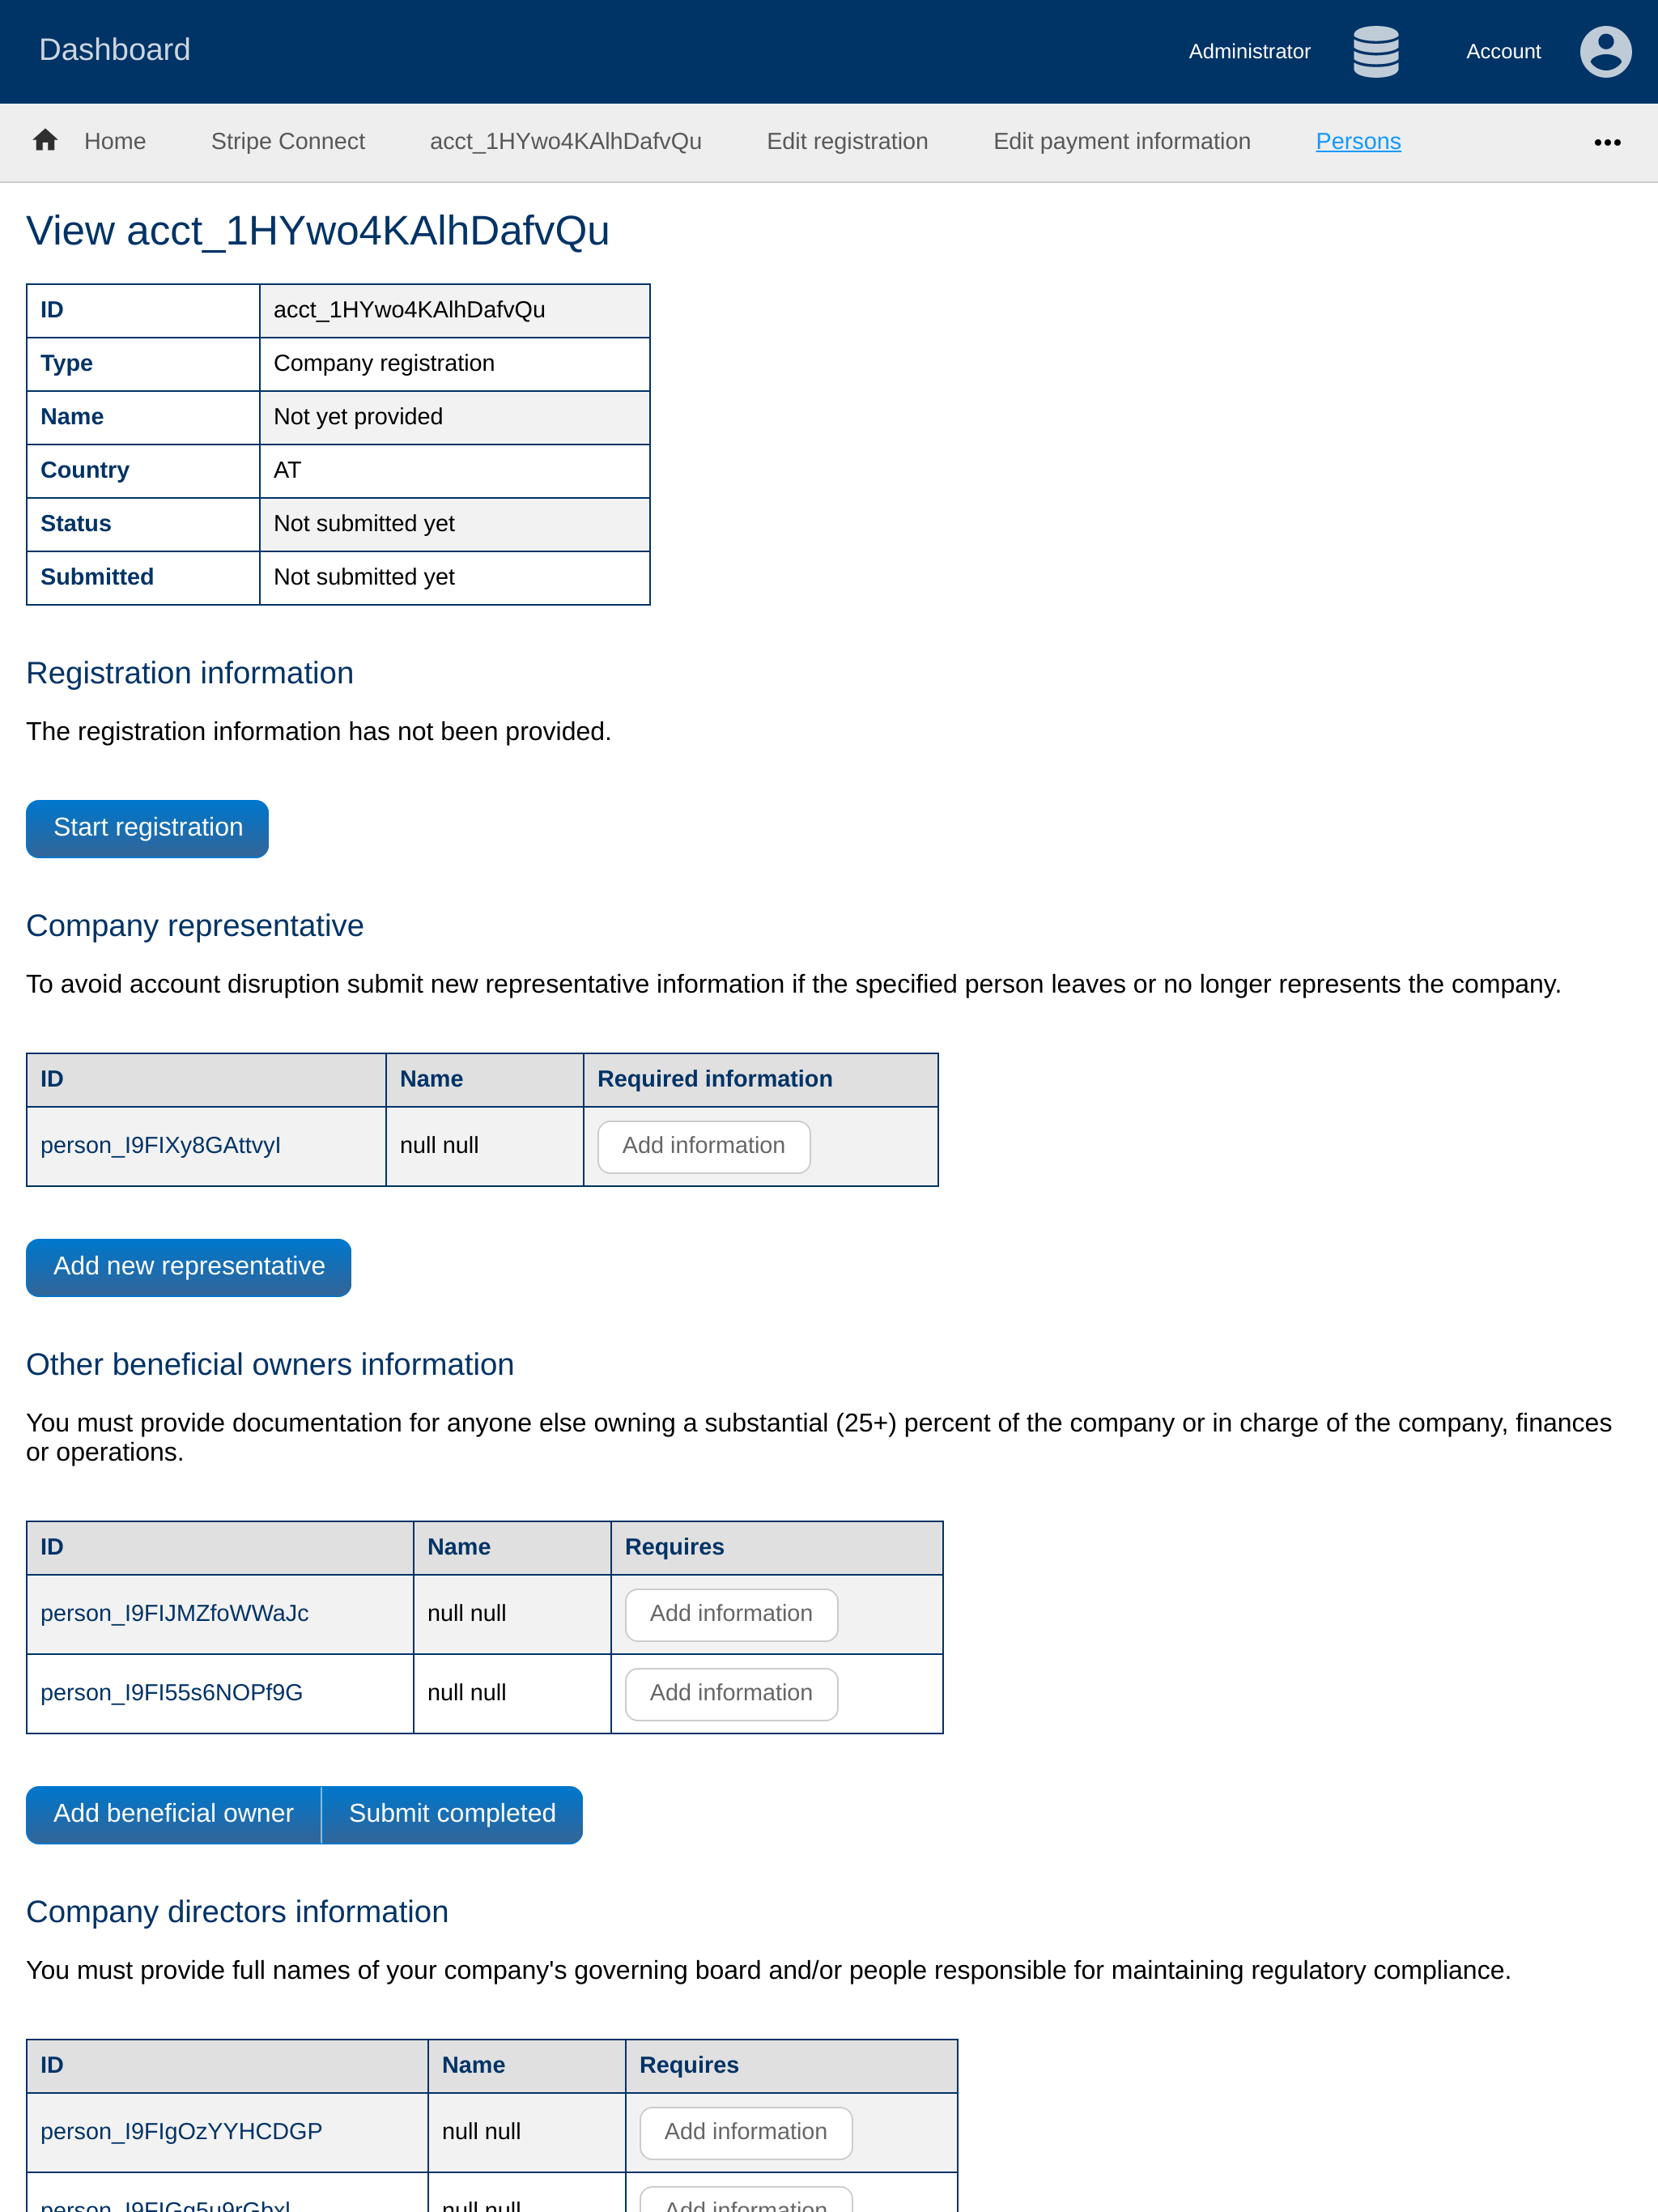 Dashboard
Administrator
Account
Home
Stripe Connect
acct_1HYwo4KAlhDafvQu
Edit registration
Edit payment information
Persons
View acct_1HYwo4KAlhDafvQu
ID acct_1HYwo4KAlhDafvQu
Type Company registration
Name Not yet provided
Country AT
Status Not submitted yet
Submitted Not submitted yet
Registration information
The registration information has not been provided.
Start registration
Company representative
To avoid account disruption submit new representative information if the specified person leaves or no longer represents the company.
ID Name Required information
person_I9FIXy8GAttvyI null null Add information
Add new representative
Other beneficial owners information
You must provide documentation for anyone else owning a substantial (25+) percent of the company or in charge of the company, finances
or operations.
ID Name Requires
person_I9FIJMZfoWWaJc null null Add information
person_I9FI55s6NOPf9G null null Add information
Add beneficial owner Submit completed
Company directors information
You must provide full names of your company's governing board and/or people responsible for maintaining regulatory compliance.
ID Name Requires
person_I9FIgOzYYHCDGP null null Add information
null null Add information